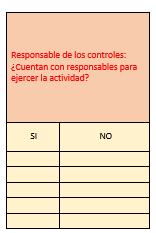 Responsable de los controles:
¿Cuentan con responsables para
ejercer la actividad?
SI NO